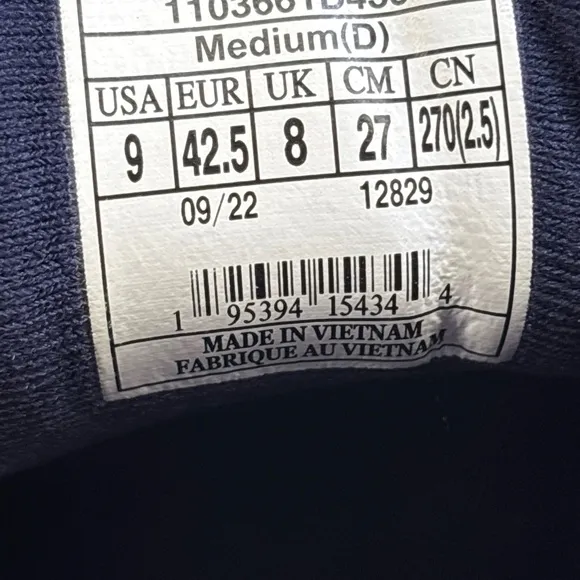 Medium(D)
USA EUR UK CM CN
9 42.5 8 27 270(2.5)
09/22 12829
1 95394 15434 4
MADE IN VIETNAM
FABRIQUE AU VIETNAM